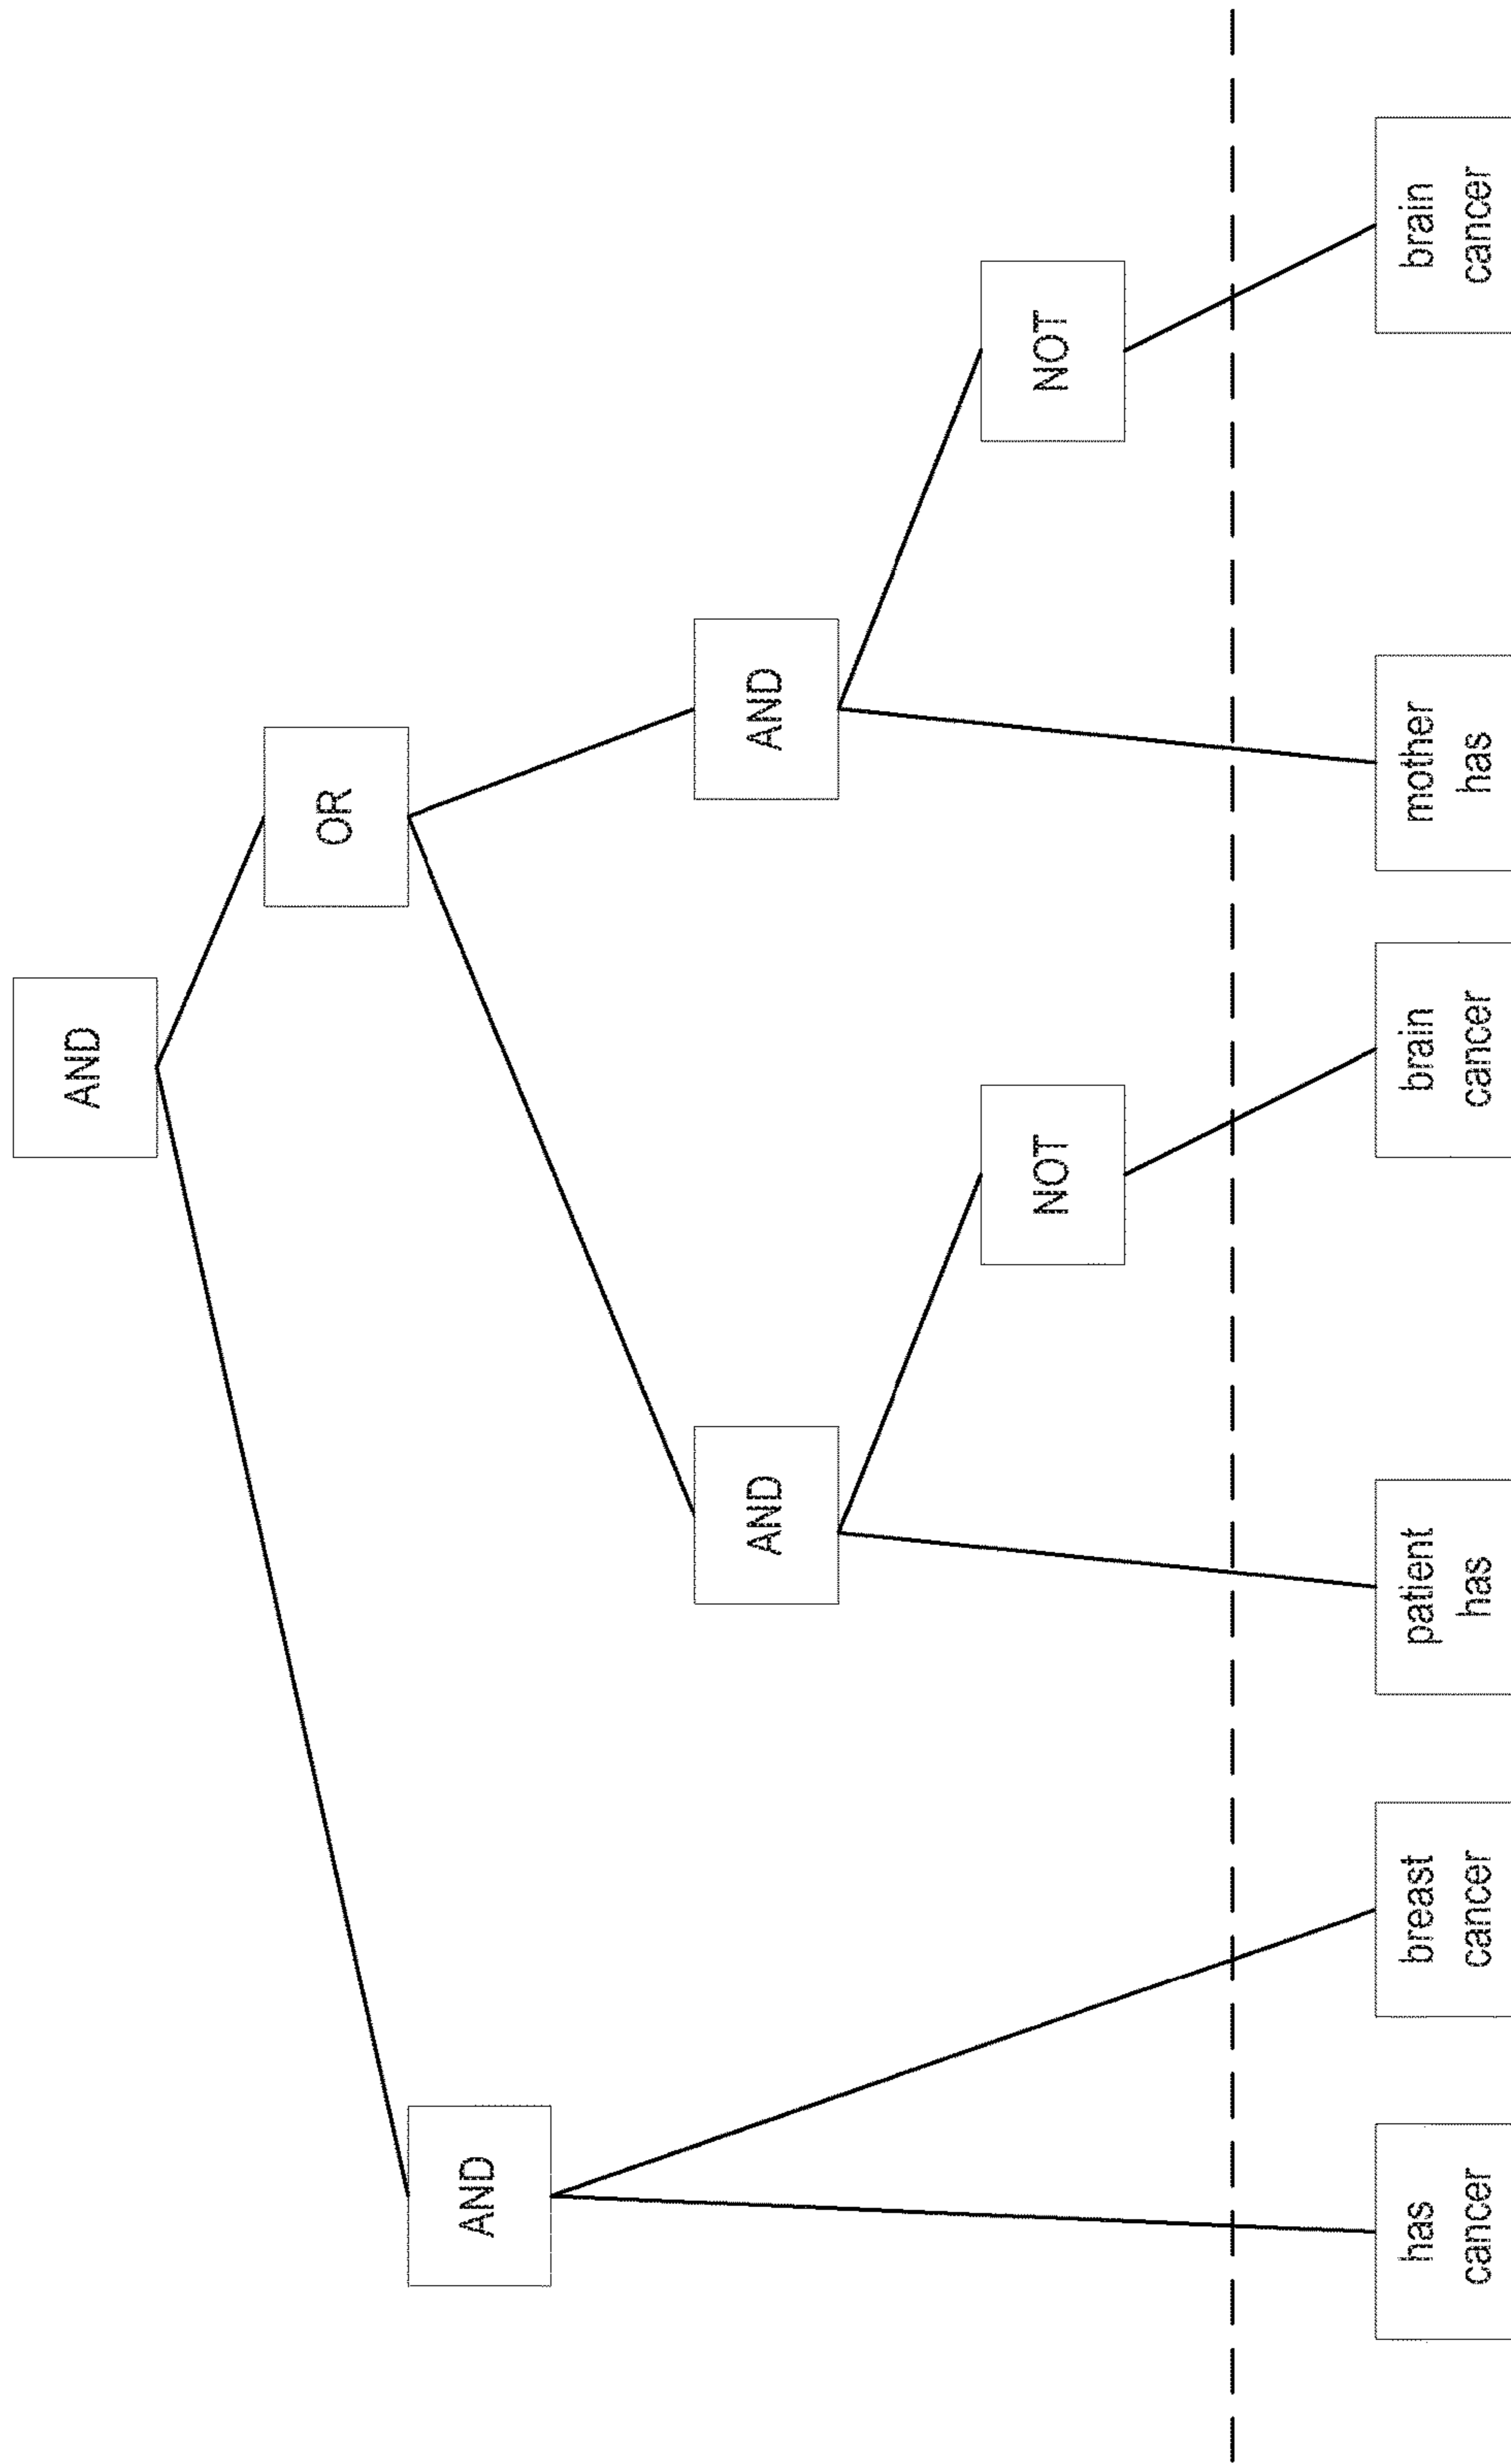 AND
OR
AND
AND
AND
NOT
NOT
has
cancer
breast
cancer
patient
has
brain
cancer
mother
has
brain
cancer